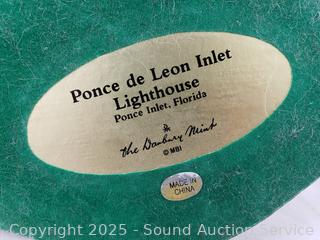 Ponce de Leon Inlet
Lighthouse
Ponce Inlet, Florida
the Danbury Mint
© MBI
MADE IN
CHINA
Copyright © 2025 - Sound Auction Service